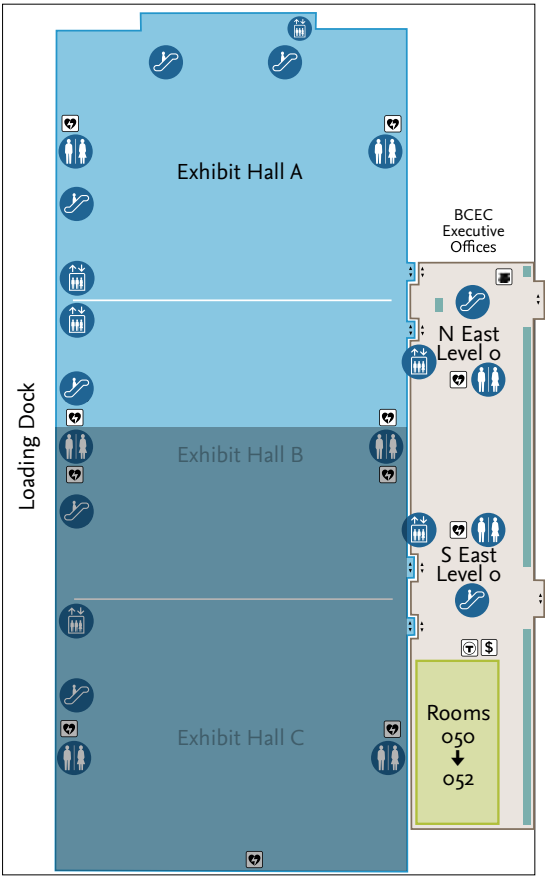 Exhibit Hall A
BCEC
Executive
Offices
N East
Level 0
Loading Dock
Exhibit Hall B
S East
Level 0
T $
Rooms
050
052
Exhibit Hall C